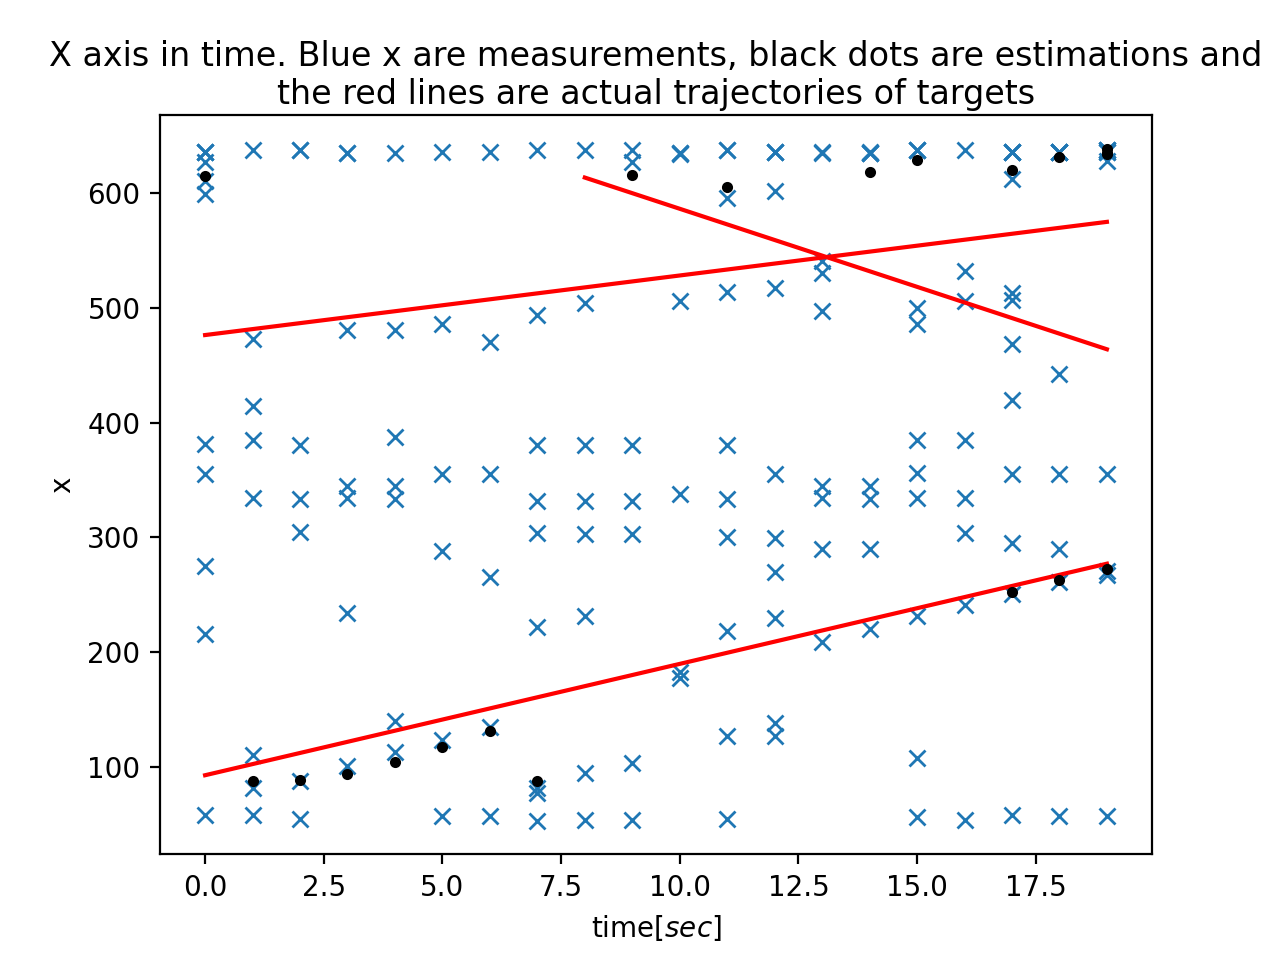 X axis in time. Blue x are measurements, black dots are estimations and
the red lines are actual trajectories of targets
600
500
400
300
200
100
x
0.0 2.5 5.0 7.5 10.0 12.5 15.0 17.5
time[sec]